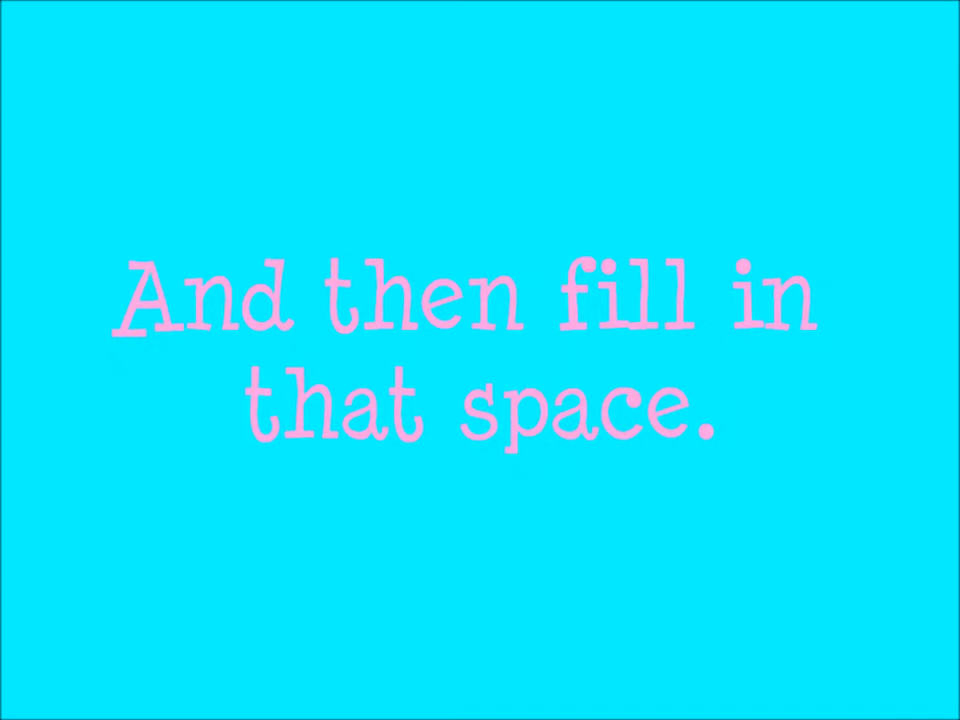 And then fill in
that space.